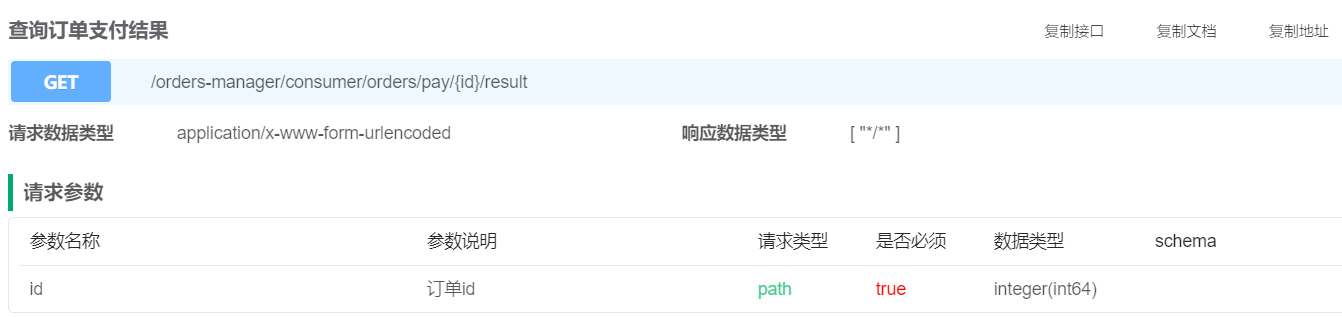 查询订单支付结果 复制接口 复制文档 复制地址
GET /orders-manager/consumer/orders/pay/{id}/result
请求数据类型 application/x-www-form-urlencoded 响应数据类型 [ "*/*" ]
请求参数
参数名称 参数说明 请求类型 是否必须 数据类型 schema
id 订单id path true integer(int64)